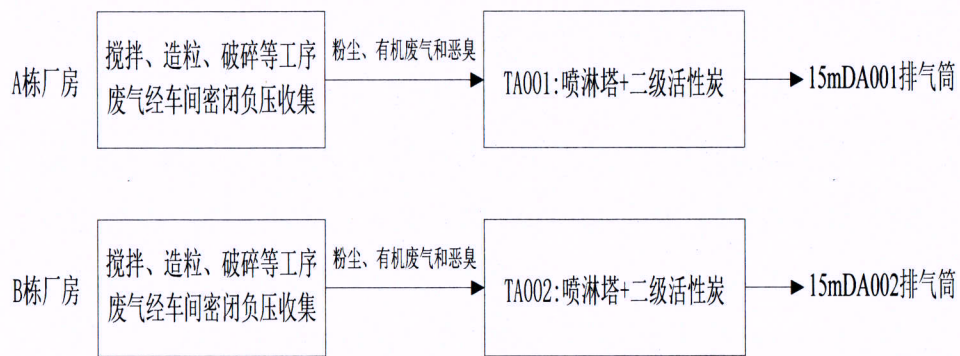 搅拌、造粒、破碎等工序
废气经车间密闭负压收集
A栋厂房
粉尘、有机废气和恶臭
TA001:喷淋塔+二级活性炭
15mDA001排气筒
搅拌、造粒、破碎等工序
废气经车间密闭负压收集
B栋厂房
粉尘、有机废气和恶臭
TA002:喷淋塔+二级活性炭
15mDA002排气筒